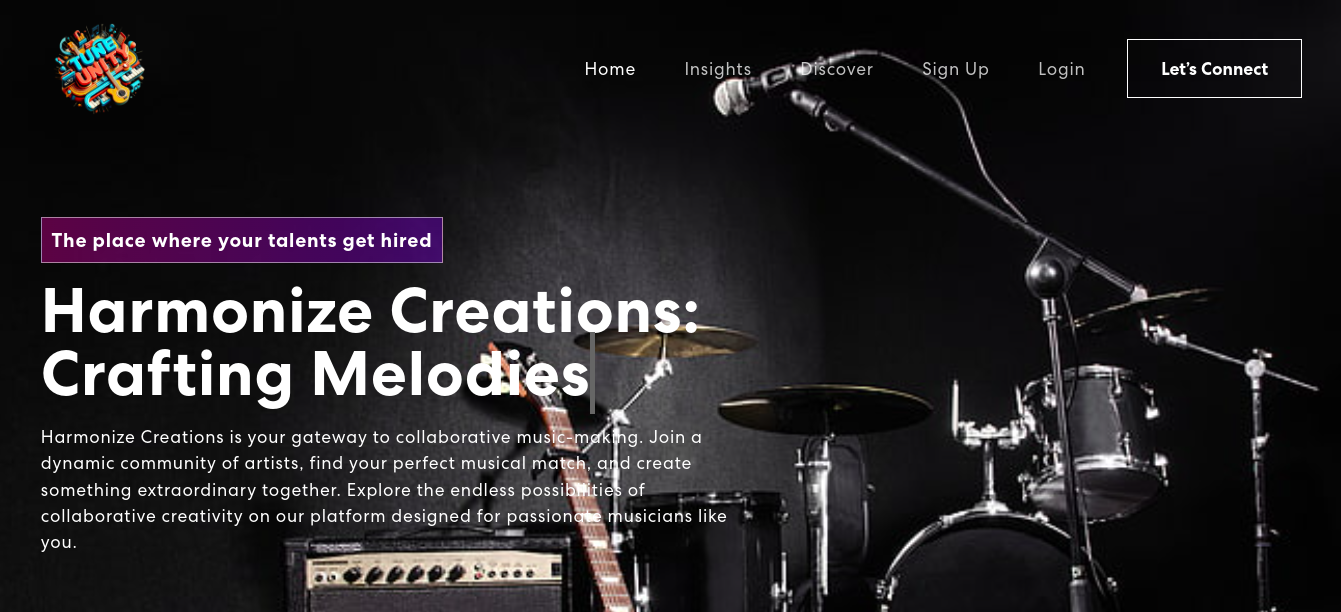 TUNE
UNITY
Home Insights Discover Sign Up Login Let's Connect
The place where your talents get hired
Harmonize Creations:
Crafting Melodies
Harmonize Creations is your gateway to collaborative music-making. Join a
dynamic community of artists, find your perfect musical match, and create
something extraordinary together. Explore the endless possibilities of
collaborative creativity on our platform designed for passionate musicians like
you.